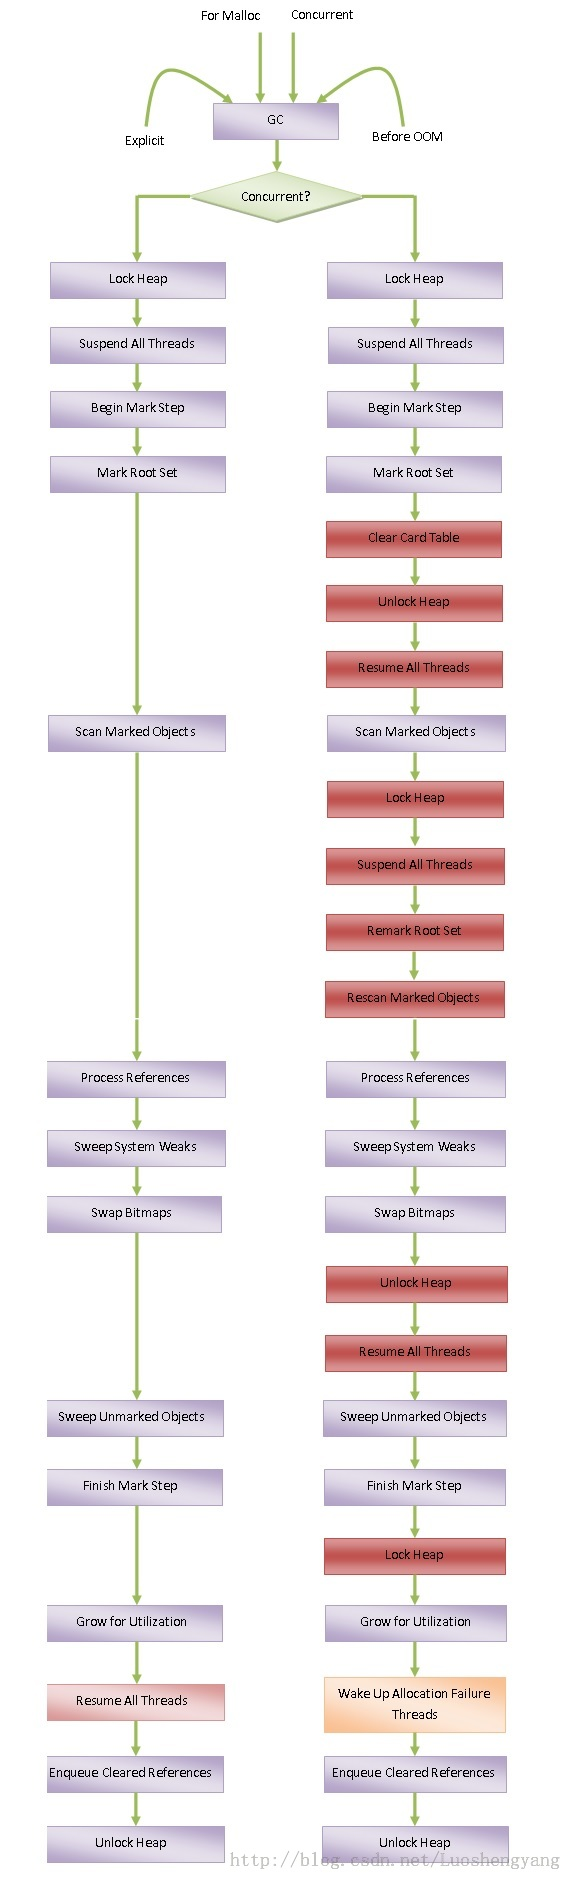 For Malloc
Concurrent
Explicit
Before OOM
GC
Concurrent?
Lock Heap
Suspend All Threads
Begin Mark Step
Mark Root Set
Scan Marked Objects
Process References
Sweep System Weaks
Swap Bitmaps
Sweep Unmarked Objects
Finish Mark Step
Grow for Utilization
Resume All Threads
Enqueue Cleared References
Unlock Heap
Lock Heap
Suspend All Threads
Begin Mark Step
Mark Root Set
Clear Card Table
Unlock Heap
Resume All Threads
Scan Marked Objects
Lock Heap
Suspend All Threads
Remark Root Set
Rescan Marked Objects
Process References
Sweep System Weaks
Swap Bitmaps
Unlock Heap
Resume All Threads
Sweep Unmarked Objects
Finish Mark Step
Lock Heap
Grow for Utilization
Wake Up Allocation Failure
Threads
Enqueue Cleared References
Unlock Heap
http://blog.csdn.net/Luoshengyang